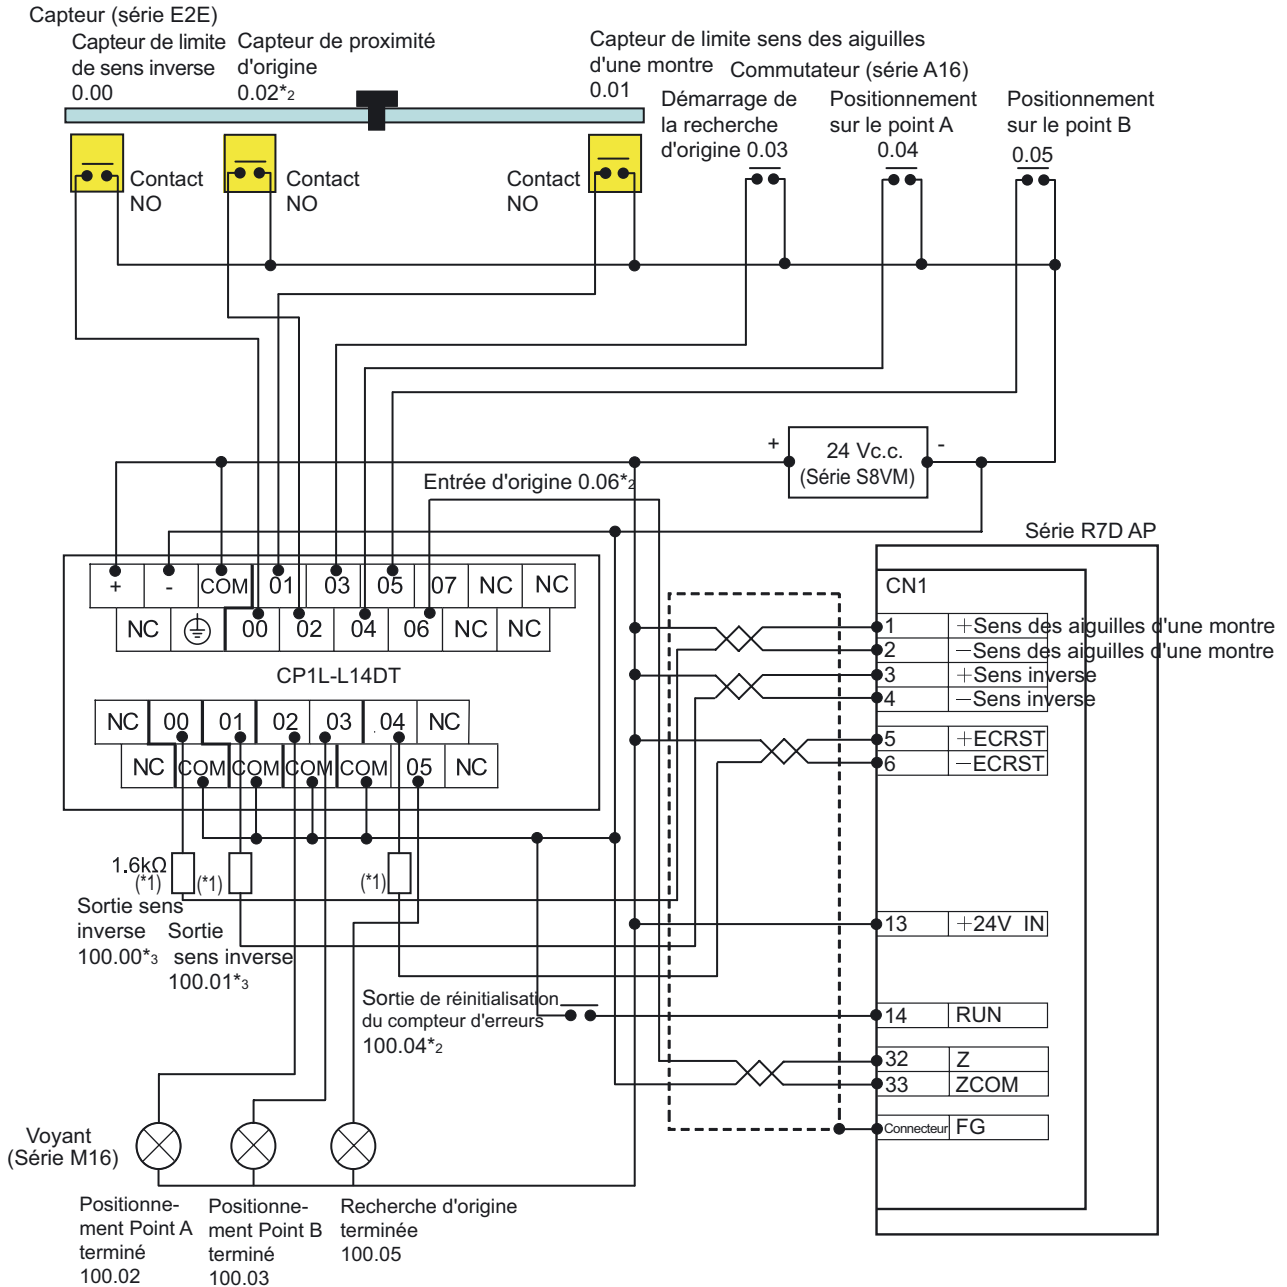 Capteur (série E2E)
Capteur de limite
de sens inverse
0.00
Capteur de proximité
d'origine
0.02*2
Capteur de limite sens des aiguilles
d'une montre
0.01
Commutateur (série A16)
Démarrage de
la recherche
d'origine 0.03
Positionnement
sur le point A
0.04
Positionnement
sur le point B
0.05
Contact
NO
Contact
NO
Contact
NO
+
24 Vc.c.
(Série S8VM)
-
Entrée d'origine 0.06*2
Série R7D AP
+ - COM 01 03 05 07 NC NC
NC 00 02 04 06 NC NC
CP1L-L14DT
NC 00 01 02 03 04 NC
NC COM COM COM COM 05 NC
CN1
1 +Sens des aiguilles d'une montre
2 −Sens des aiguilles d'une montre
3 +Sens inverse
4 −Sens inverse
5 +ECRST
6 −ECRST
13 +24V IN
14 RUN
32 Z
33 ZCOM
Connecteur FG
1.6kΩ
(*1)
(*1)
(*1)
Sortie sens
inverse
100.00*3
Sortie
sens inverse
100.01*3
Sortie de réinitialisation
du compteur d'erreurs
100.04*2
Voyant
(Série M16)
Positionne-
ment Point A
terminé
100.02
Positionne-
ment Point B
terminé
100.03
Recherche d'origine
terminée
100.05